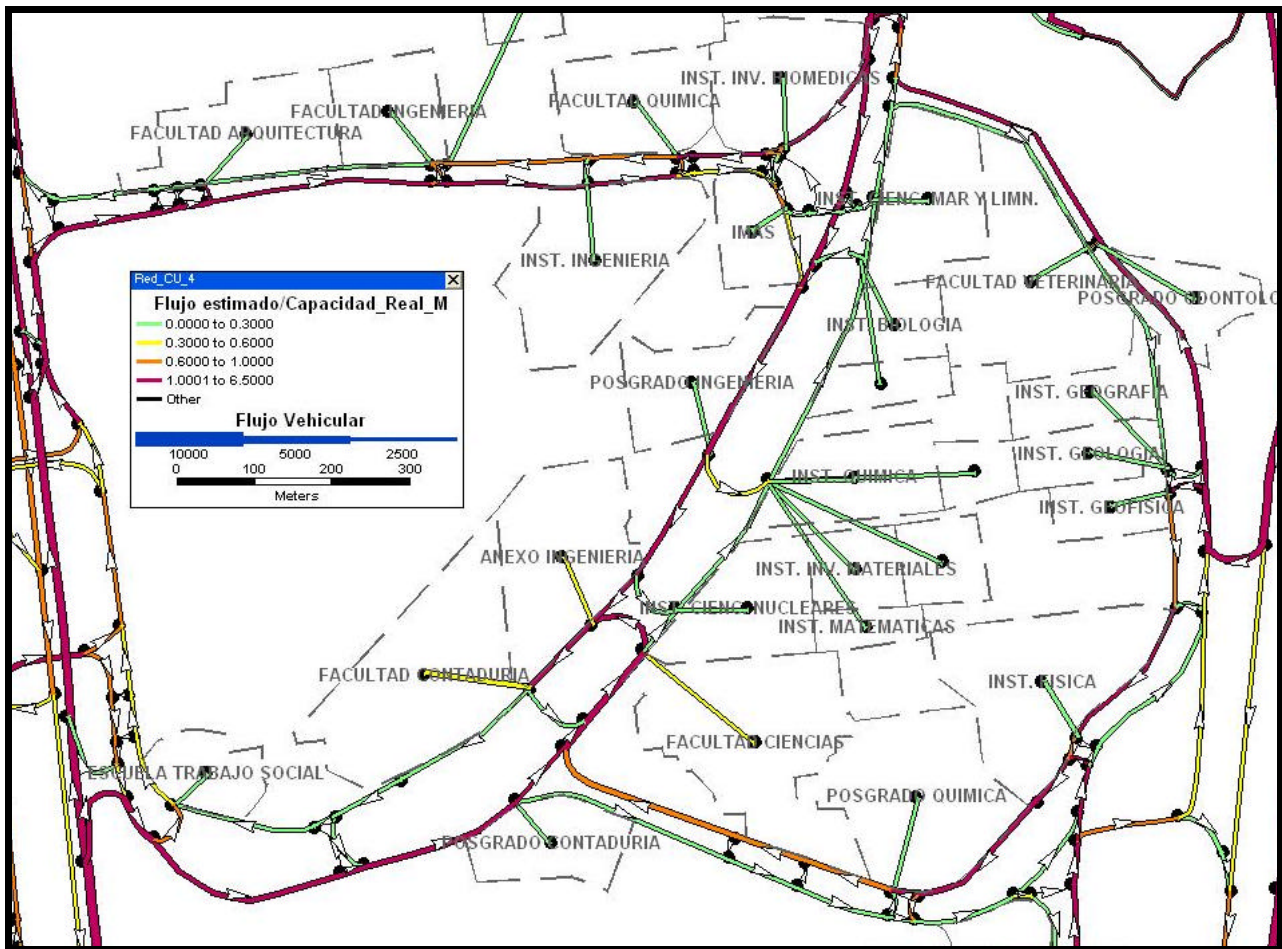 INST. INV. BIOMEDICAS
FACULTAD QUIMICA
FACULTAD INGENIERIA
FACULTAD ARQUITECTURA
INST. CIENC. MAR Y LIMN.
IMAS
INST. INGENIERIA
FACULTAD VETERINARIA
POSGRADO ODONTOLO
INST. BIOLOGIA
Red_CU_4
Flujo estimado/Capacidad_Real_M
0.0000 to 0.3000
0.3000 to 0.6000
0.6000 to 1.0000
1.0001 to 6.5000
Other
Flujo Vehicular
10000 5000 2500
0 100 200 300
Meters
POSGRADO INGENIERIA
INST. GEOGRAFIA
INST. GEOLOGIA
INST. QUIMICA
INST. GEOFISICA
ANEXO INGENIERIA
INST. INV. MATERIALES
INST. CIENC. NUCLEARES
INST. MATEMATICAS
FACULTAD CONTADURIA
INST. FISICA
FACULTAD CIENCIAS
ESCUELA TRABAJO SOCIAL
POSGRADO QUIMICA
POSGRADO CONTADURIA